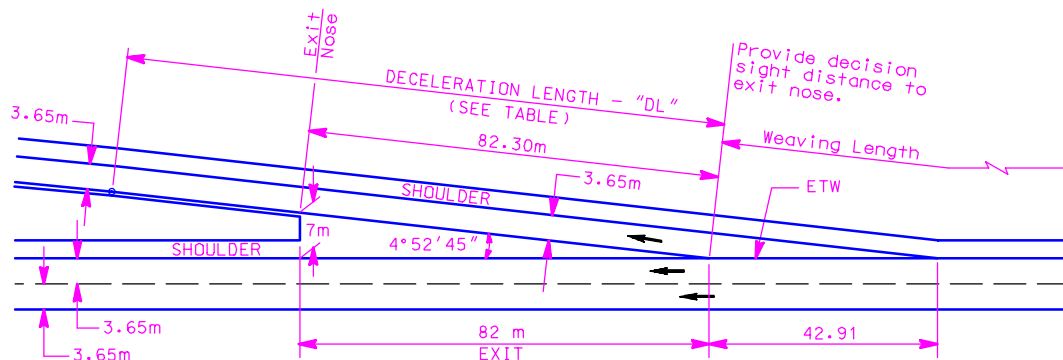 Exit
Nose
Provide decision
sight distance to
exit nose.
DECELERATION LENGTH - "DL"
(SEE TABLE)
3.65m
82.30m
Weaving Length
SHOULDER
3.65m
ETW
7m
4°52'45"
SHOULDER
3.65m
3.65m
82 m
EXIT
42.91